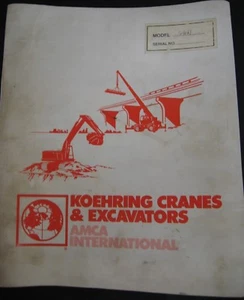 MODEL
SERIAL NO.
KOEHRING CRANES
& EXCAVATORS
AMCA
INTERNATIONAL